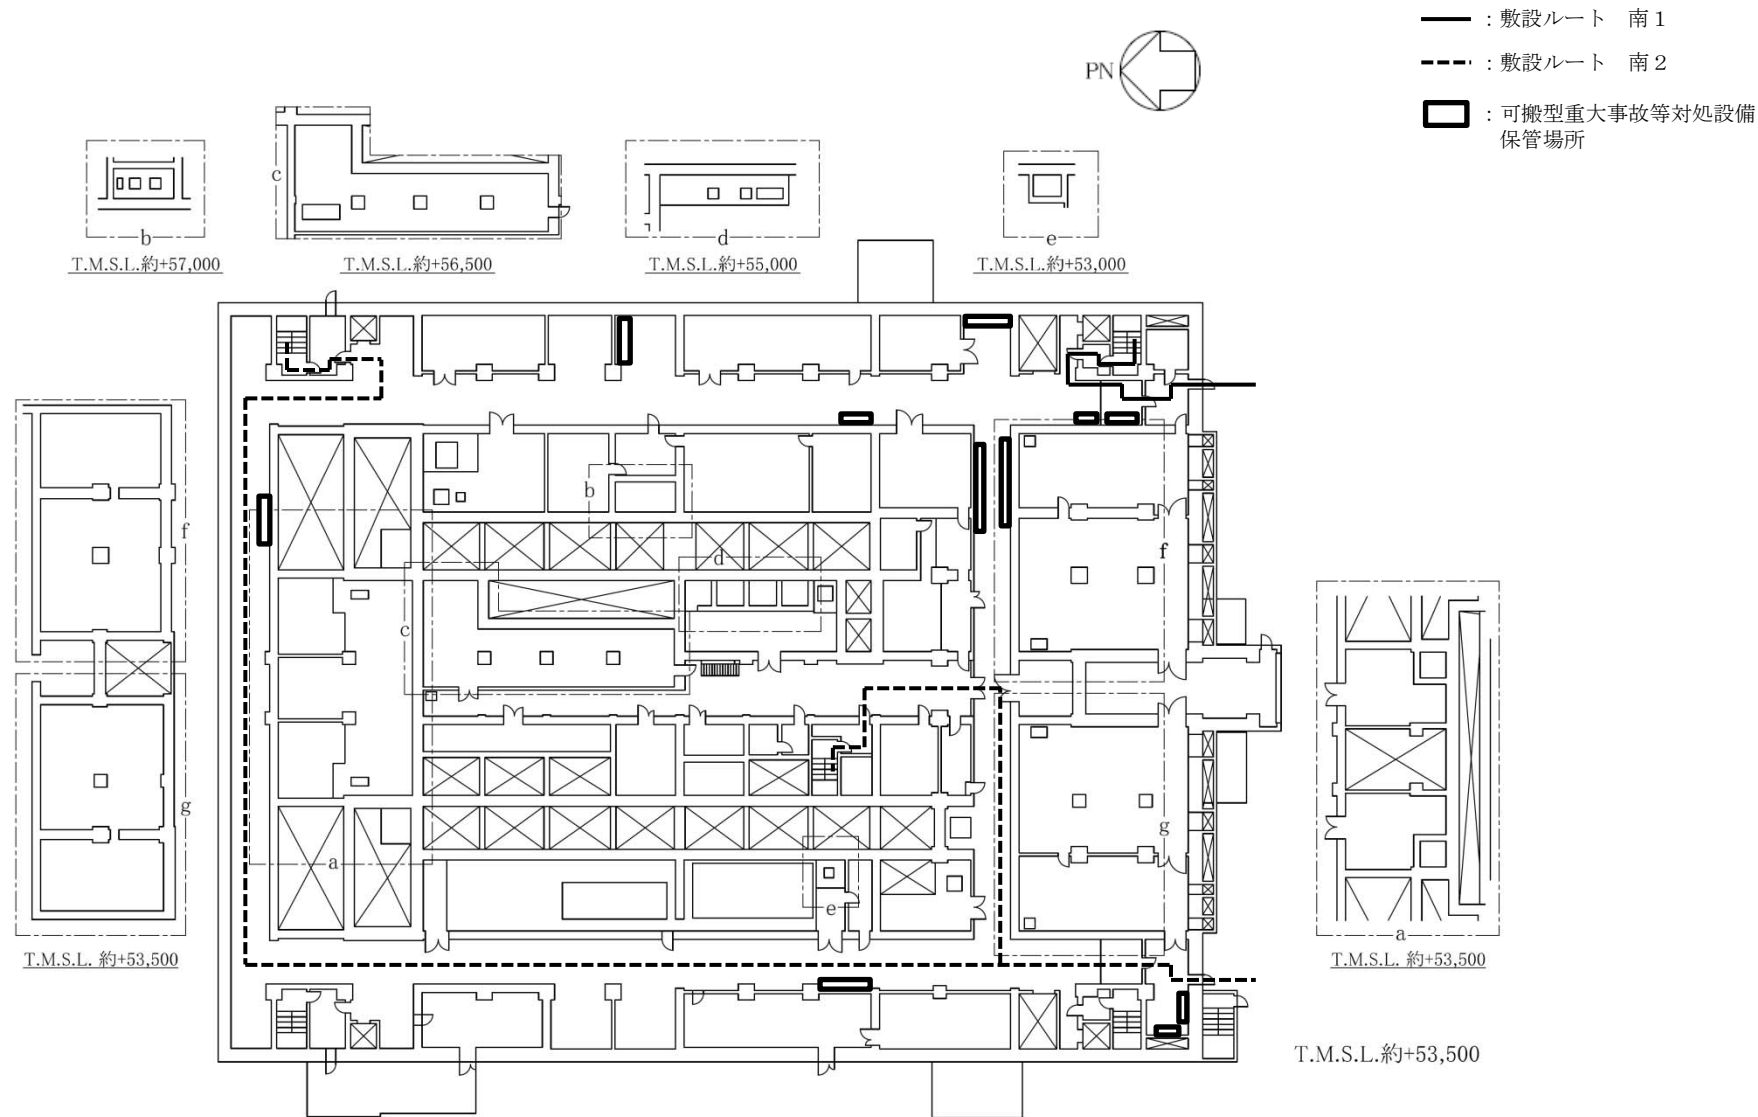 ：敷設ルート　南１
：敷設ルート　南２
：可搬型重大事故等対処設備
保管場所
PN
c
b
d
e
T.M.S.L.約+57,000
T.M.S.L.約+56,500
T.M.S.L.約+55,000
T.M.S.L.約+53,000
f
g
T.M.S.L. 約+53,500
b
d
c
f
a
e
g
a
T.M.S.L. 約+53,500
T.M.S.L.約+53,500